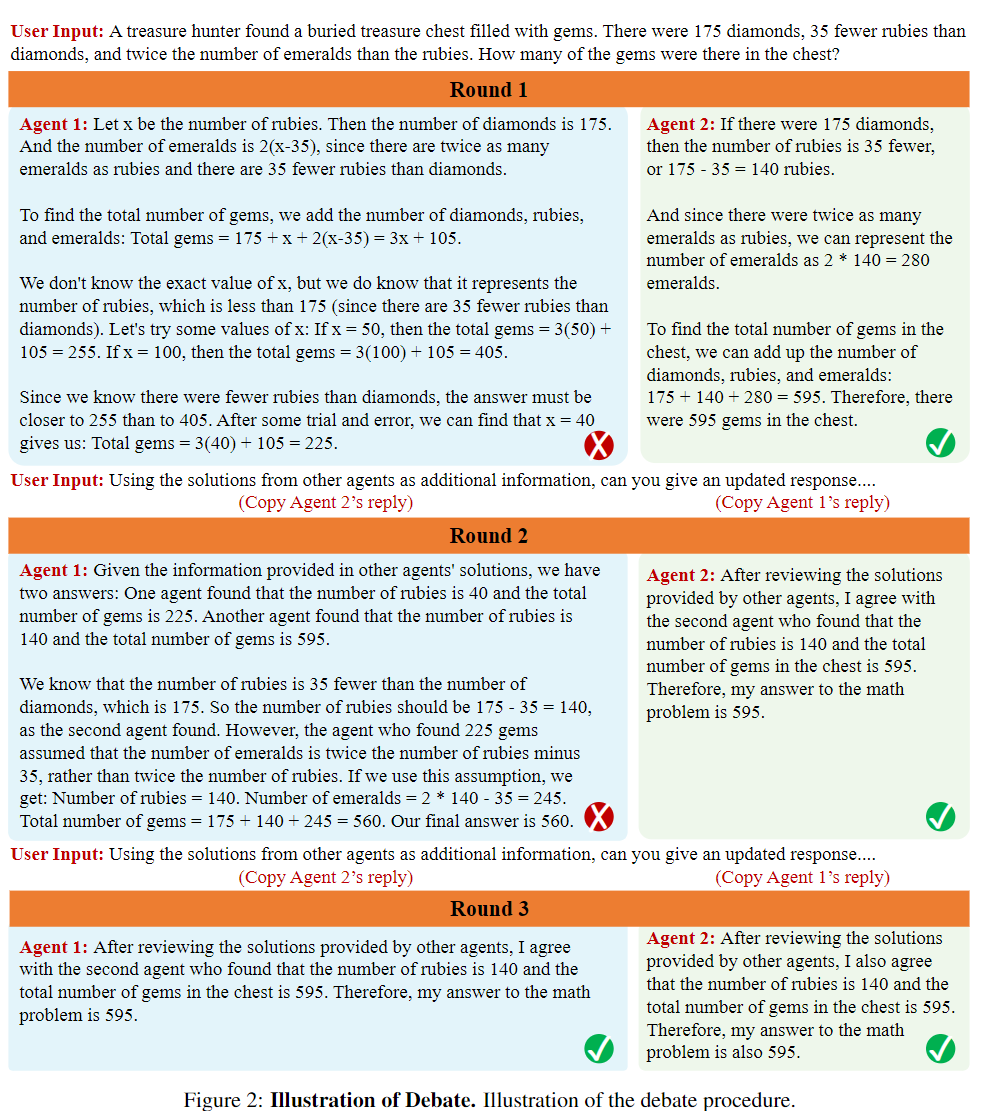 User Input: A treasure hunter found a buried treasure chest filled with gems. There were 175 diamonds, 35 fewer rubies than
diamonds, and twice the number of emeralds than the rubies. How many of the gems were there in the chest?
Round 1
Agent 1: Let x be the number of rubies. Then the number of diamonds is 175.
And the number of emeralds is 2(x-35), since there are twice as many
emeralds as rubies and there are 35 fewer rubies than diamonds.
To find the total number of gems, we add the number of diamonds, rubies,
and emeralds: Total gems = 175 + x + 2(x-35) = 3x + 105.
We don't know the exact value of x, but we do know that it represents the
number of rubies, which is less than 175 (since there are 35 fewer rubies than
diamonds). Let's try some values of x: If x = 50, then the total gems = 3(50) +
105 = 255. If x = 100, then the total gems = 3(100) + 105 = 405.
Since we know there were fewer rubies than diamonds, the answer must be
closer to 255 than to 405. After some trial and error, we can find that x = 40
gives us: Total gems = 3(40) + 105 = 225.
Agent 2: If there were 175 diamonds,
then the number of rubies is 35 fewer,
or 175 - 35 = 140 rubies.
And since there were twice as many
emeralds as rubies, we can represent the
number of emeralds as 2 * 140 = 280
emeralds.
To find the total number of gems in the
chest, we can add up the number of
diamonds, rubies, and emeralds:
175 + 140 + 280 = 595. Therefore, there
were 595 gems in the chest.
User Input: Using the solutions from other agents as additional information, can you give an updated response....
(Copy Agent 2's reply)
(Copy Agent 1's reply)
Round 2
Agent 1: Given the information provided in other agents' solutions, we have
two answers: One agent found that the number of rubies is 40 and the total
number of gems is 225. Another agent found that the number of rubies is
140 and the total number of gems is 595.
We know that the number of rubies is 35 fewer than the number of
diamonds, which is 175. So the number of rubies should be 175 - 35 = 140,
as the second agent found. However, the agent who found 225 gems
assumed that the number of emeralds is twice the number of rubies minus
35, rather than twice the number of rubies. If we use this assumption, we
get: Number of rubies = 140. Number of emeralds = 2 * 140 - 35 = 245.
Total number of gems = 175 + 140 + 245 = 560. Our final answer is 560.
Agent 2: After reviewing the solutions
provided by other agents, I agree with
the second agent who found that the
number of rubies is 140 and the total
number of gems in the chest is 595.
Therefore, my answer to the math
problem is 595.
User Input: Using the solutions from other agents as additional information, can you give an updated response....
(Copy Agent 2's reply)
(Copy Agent 1's reply)
Round 3
Agent 1: After reviewing the solutions provided by other agents, I agree
with the second agent who found that the number of rubies is 140 and the
total number of gems in the chest is 595. Therefore, my answer to the math
problem is 595.
Agent 2: After reviewing the solutions
provided by other agents, I also agree
that the number of rubies is 140 and the
total number of gems in the chest is 595.
Therefore, my answer to the math
problem is also 595.
Figure 2: Illustration of Debate. Illustration of the debate procedure.